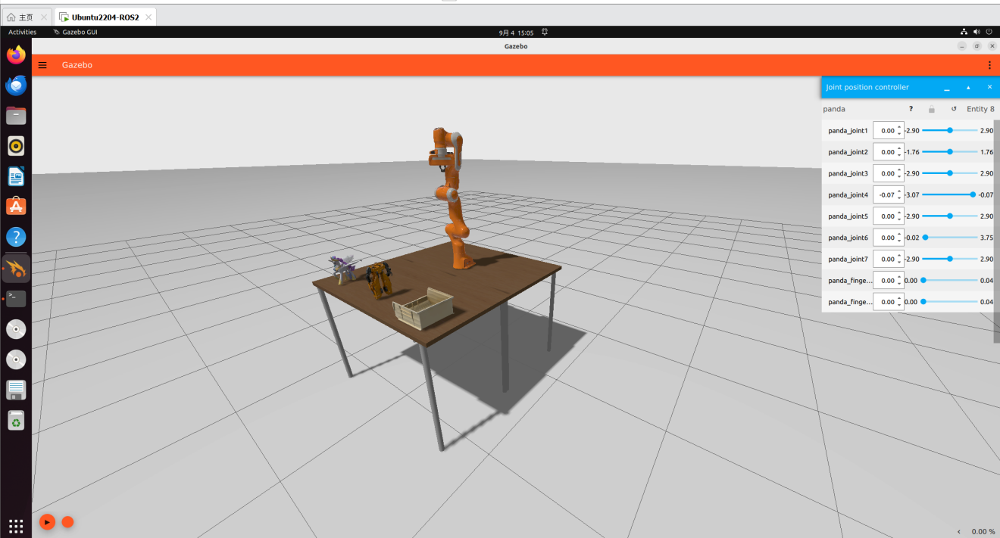 主页
Ubuntu2204-ROS2
Activities
Gazebo GUI
9月 4 15:05
Gazebo
Gazebo
Joint position controller
panda ? Entity 8
panda_joint1 0.00 -2.90 2.90
panda_joint2 0.00 -1.76 1.76
panda_joint3 0.00 -2.90 2.90
panda_joint4 -0.07 -3.07 -0.07
panda_joint5 0.00 -2.90 2.90
panda_joint6 0.00 -0.02 3.75
panda_joint7 0.00 -2.90 2.90
panda_finge... 0.00 0.00 0.04
panda_finge... 0.00 0.00 0.04
0.00 %